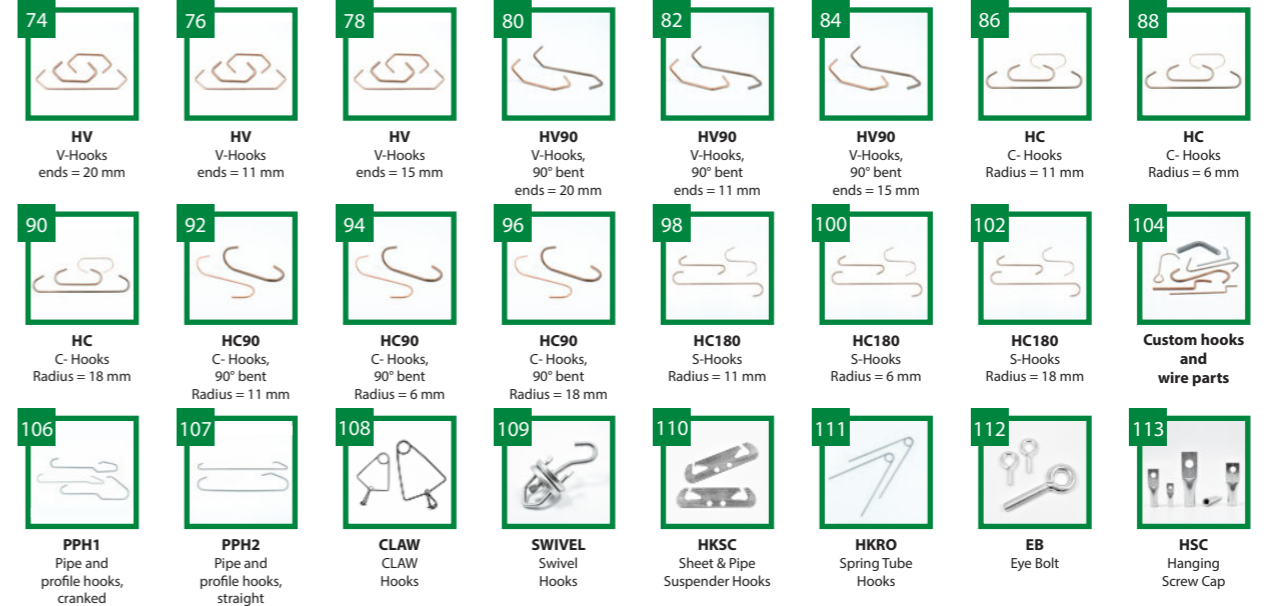 74
76
78
80
82
84
86
88
HV
V-Hooks
ends = 20 mm
HV
V-Hooks
ends = 11 mm
HV
V-Hooks
ends = 15 mm
HV90
V-Hooks,
90° bent
ends = 20 mm
HV90
V-Hooks,
90° bent
ends = 11 mm
HV90
V-Hooks,
90° bent
ends = 15 mm
HC
C- Hooks
Radius = 11 mm
HC
C- Hooks
Radius = 6 mm
90
92
94
96
98
100
102
104
HC
C- Hooks
Radius = 18 mm
HC90
C- Hooks,
90° bent
Radius = 11 mm
HC90
C- Hooks,
90° bent
Radius = 6 mm
HC90
C- Hooks,
90° bent
Radius = 18 mm
HC180
S-Hooks
Radius = 11 mm
HC180
S-Hooks
Radius = 6 mm
HC180
S-Hooks
Radius = 18 mm
Custom hooks
and
wire parts
106
107
108
109
110
111
112
113
PPH1
Pipe and
profile hooks,
cranked
PPH2
Pipe and
profile hooks,
straight
CLAW
CLAW
Hooks
SWIVEL
Swivel
Hooks
HKSC
Sheet & Pipe
Suspender Hooks
HKRO
Spring Tube
Hooks
EB
Eye Bolt
HSC
Hanging
Screw Cap